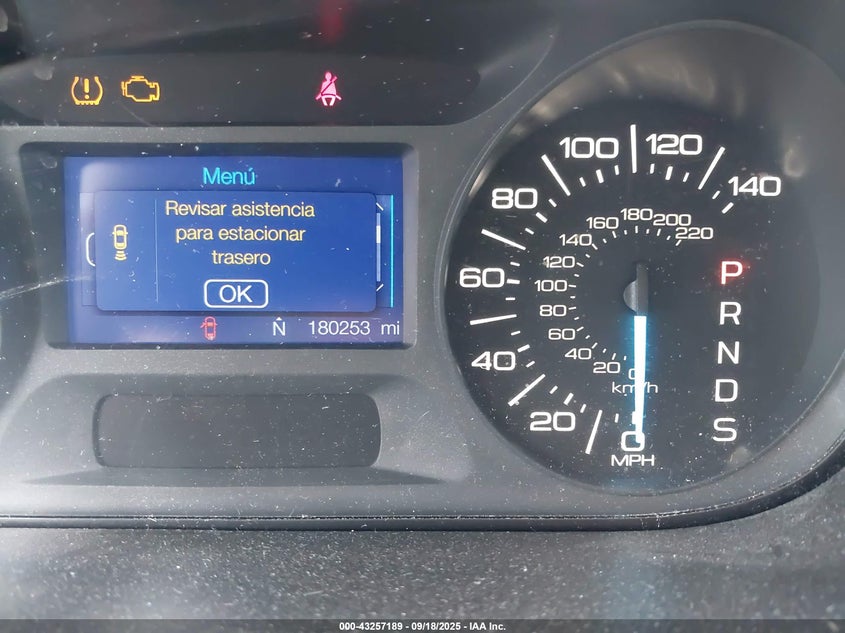 Menú
Revisar asistencia
para estacionar
trasero
OK
N 180253 mi
0 20 40 60 80 100 120 140
MPH
0 20 40 60 80 100 120 140 160 180 200 220
km/h
P
R
N
D
S
000-43257189 - 09/18/2025 - IAA Inc.